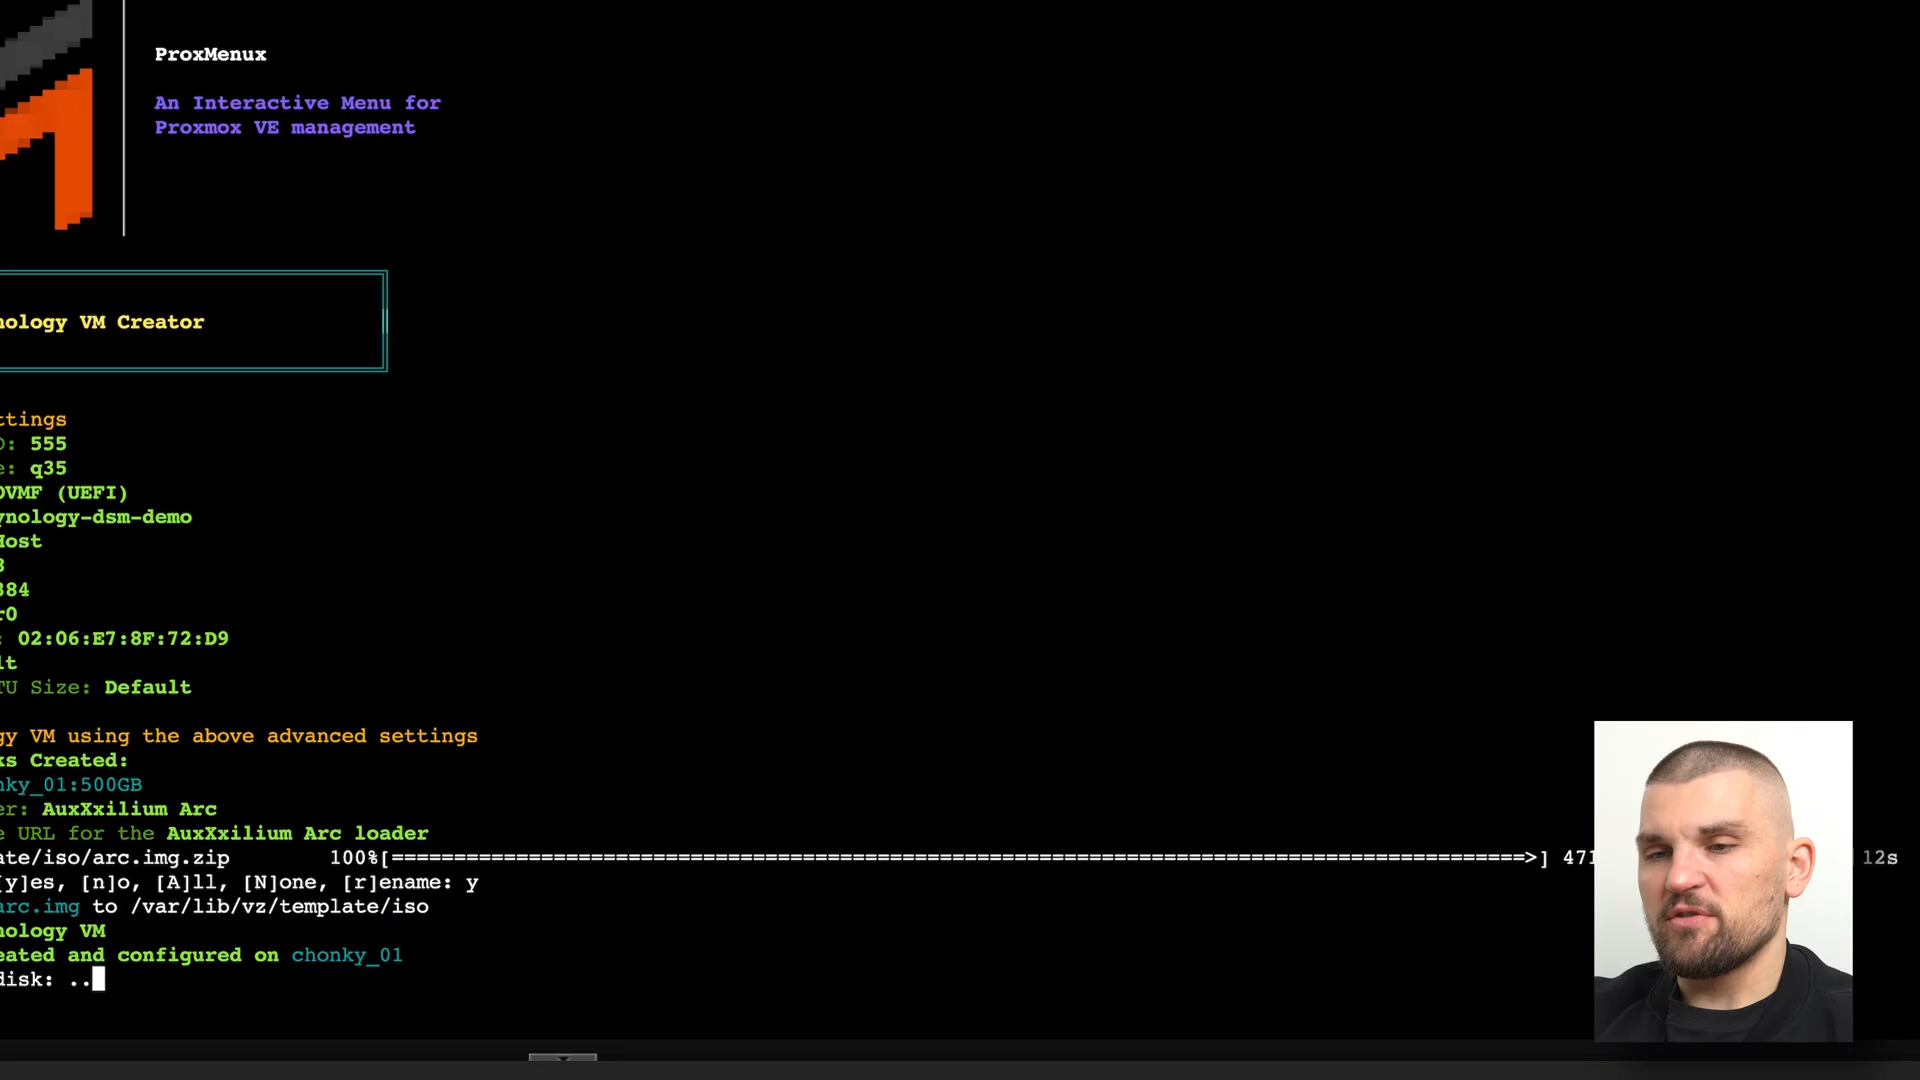 ProxMenux
An Interactive Menu for
Proxmox VE management
nology VM Creator
ttings
D: 555
e: q35
OVMF (UEFI)
ynology-dsm-demo
Host
8
384
r0
: 02:06:E7:8F:72:D9
lt
TU Size: Default
gy VM using the above advanced settings
ks Created:
nky_01:500GB
er: AuxXxilium Arc
e URL for the AuxXxilium Arc loader
ate/iso/arc.img.zip 100%[=============================================================================================>] 471 12s
[y]es, [n]o, [A]ll, [N]one, [r]ename: y
arc.img to /var/lib/vz/template/iso
nology VM
eated and configured on chonky_01
disk: ..